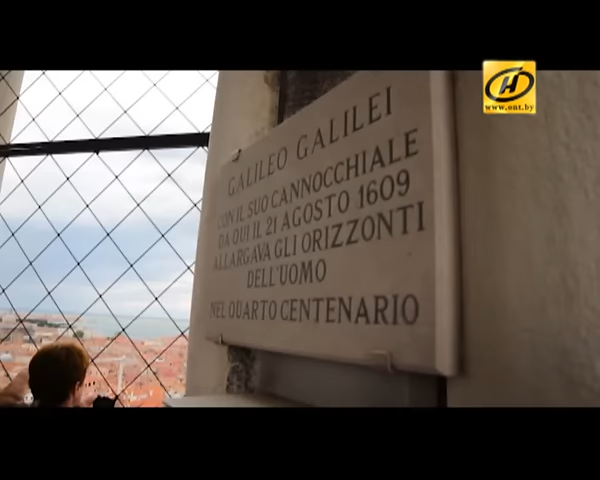 GALILEO GALILEI
CON IL SUO CANNOCCHIALE
DA QUI IL 21 AGOSTO 1609
ALLARGAVA GLI ORIZZONTI
DELL'UOMO
NEL QUARTO CENTENARIO
www.ont.by